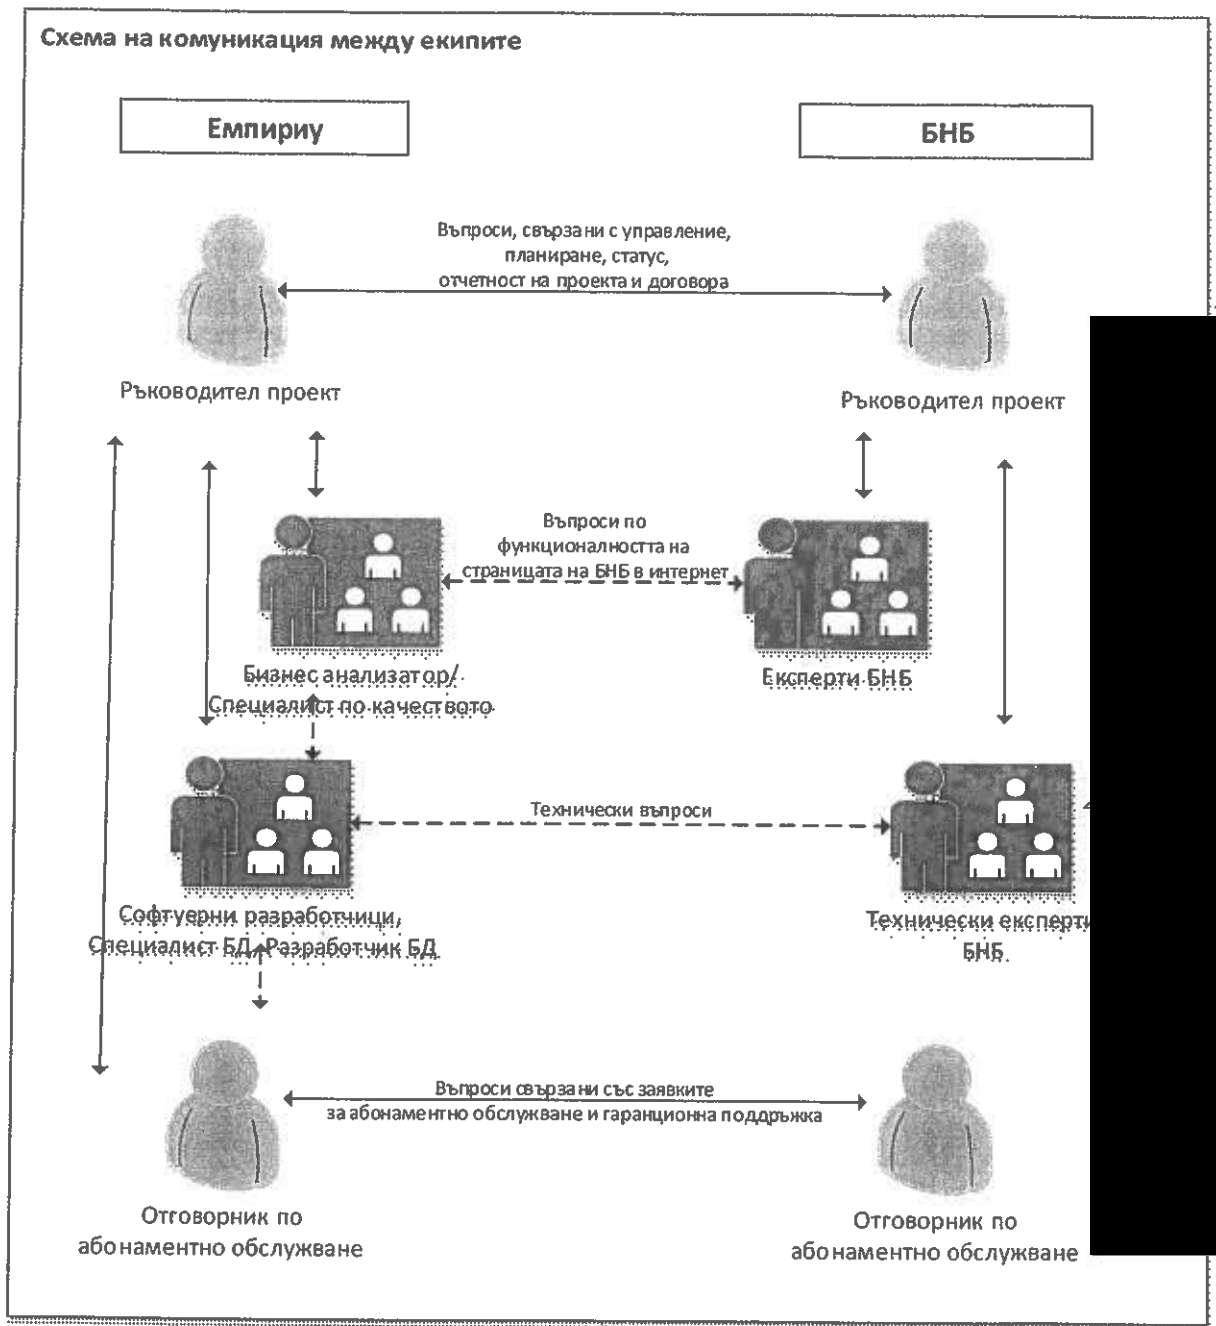 Схема на комуникация между екипите
Емпириу
БНБ
Въпроси, свързани с управление,
планиране, статус,
отчетност на проекта и договора
Ръководител проект
Ръководител проект
Въпроси по
функционалността на
страницата на БНБ в интернет
Бизнес анализатор/
Специалист по качеството
Експерти БНБ
Технически въпроси
Софтуерни разработчици,
Специалист БД, Разработчик БД
Технически експерти
БНБ
Въпроси свързани със заявките
за абонаментно обслужване и гаранционна поддръжка
Отговорник по
абонаментно обслужване
Отговорник по
абонаментно обслужване